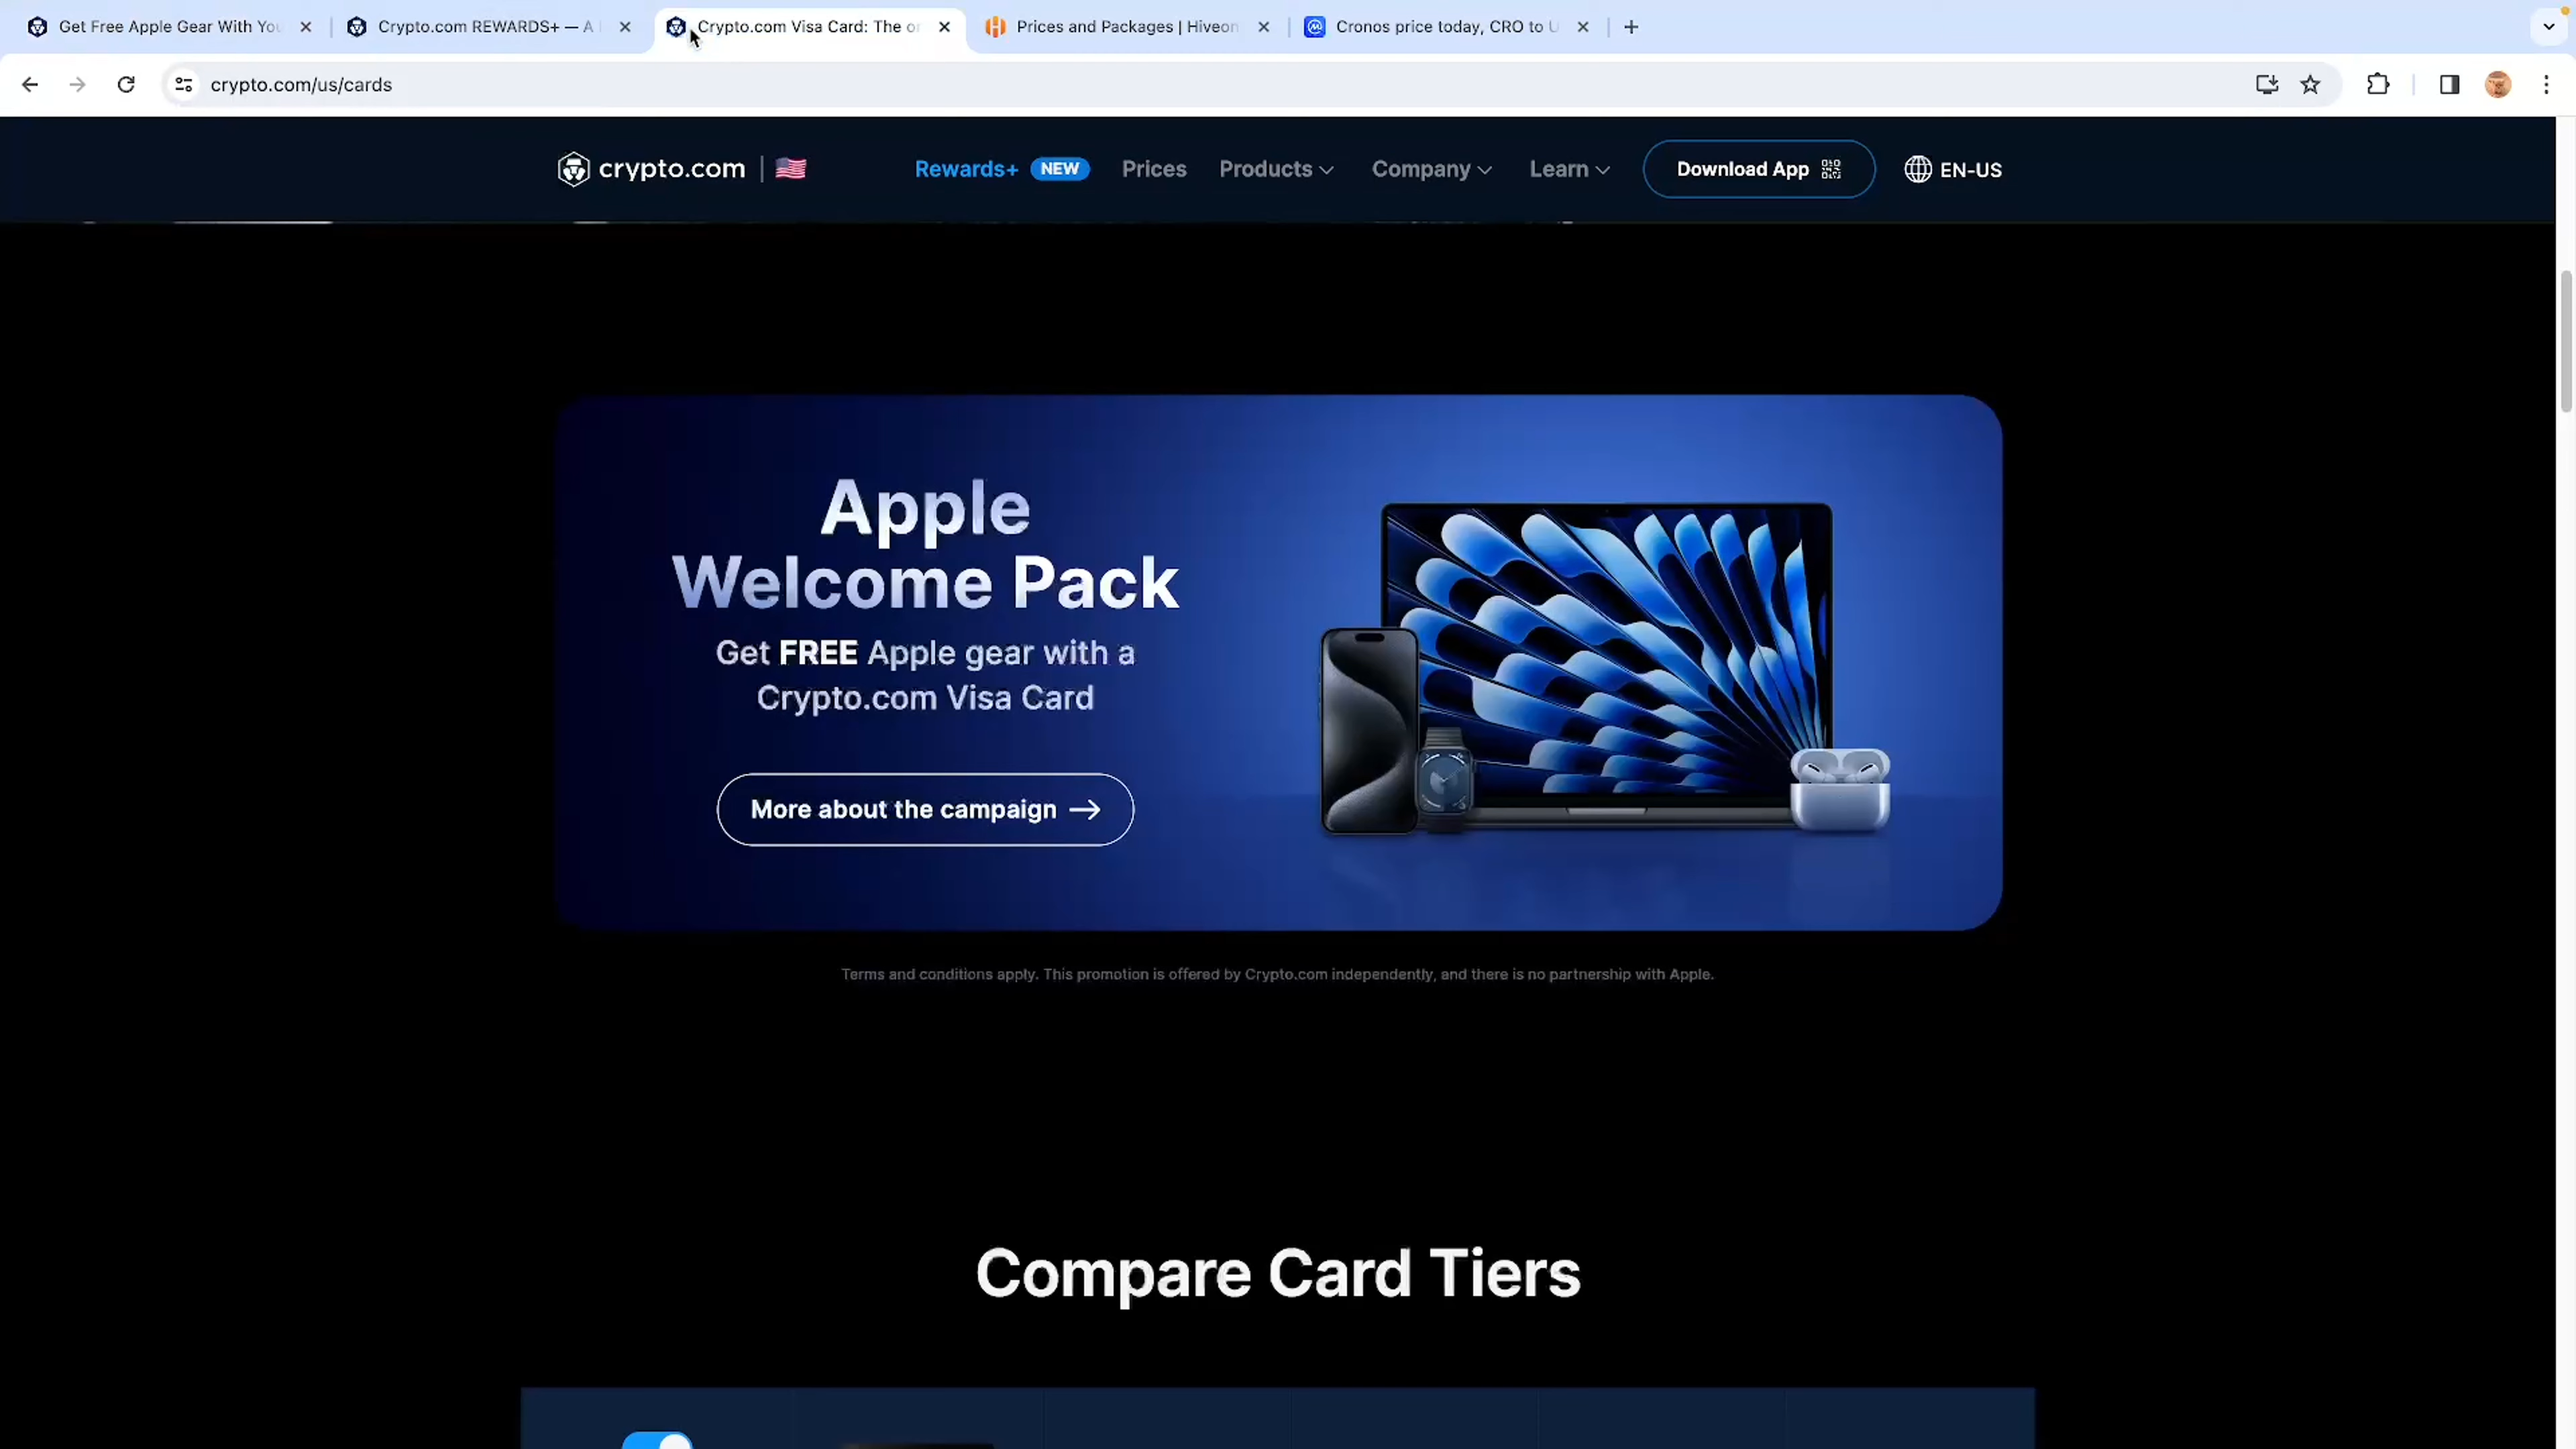 Get Free Apple Gear With You
Crypto.com REWARDS+ — A
Crypto.com Visa Card: The or
Prices and Packages | Hiveon
Cronos price today, CRO to U
crypto.com/us/cards
crypto.com
Rewards+ NEW
Prices
Products
Company
Learn
Download App
EN-US
Apple
Welcome Pack
Get FREE Apple gear with a
Crypto.com Visa Card
More about the campaign →
Terms and conditions apply. This promotion is offered by Crypto.com independently, and there is no partnership with Apple.
Compare Card Tiers